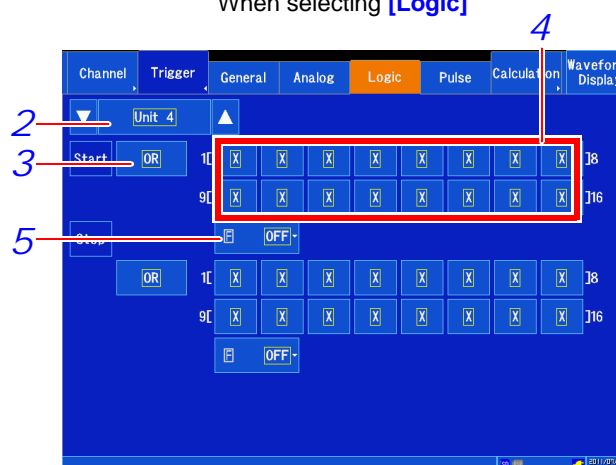 When selecting [Logic]
4
Channel Trigger General Analog Logic Pulse Calculation Waveform Display
2 Unit 4
3 Start OR 1[ X X X X X X X X ]8
9[ X X X X X X X X ]16
5 Stop F OFF
OR 1[ X X X X X X X X ]8
9[ X X X X X X X X ]16
F OFF